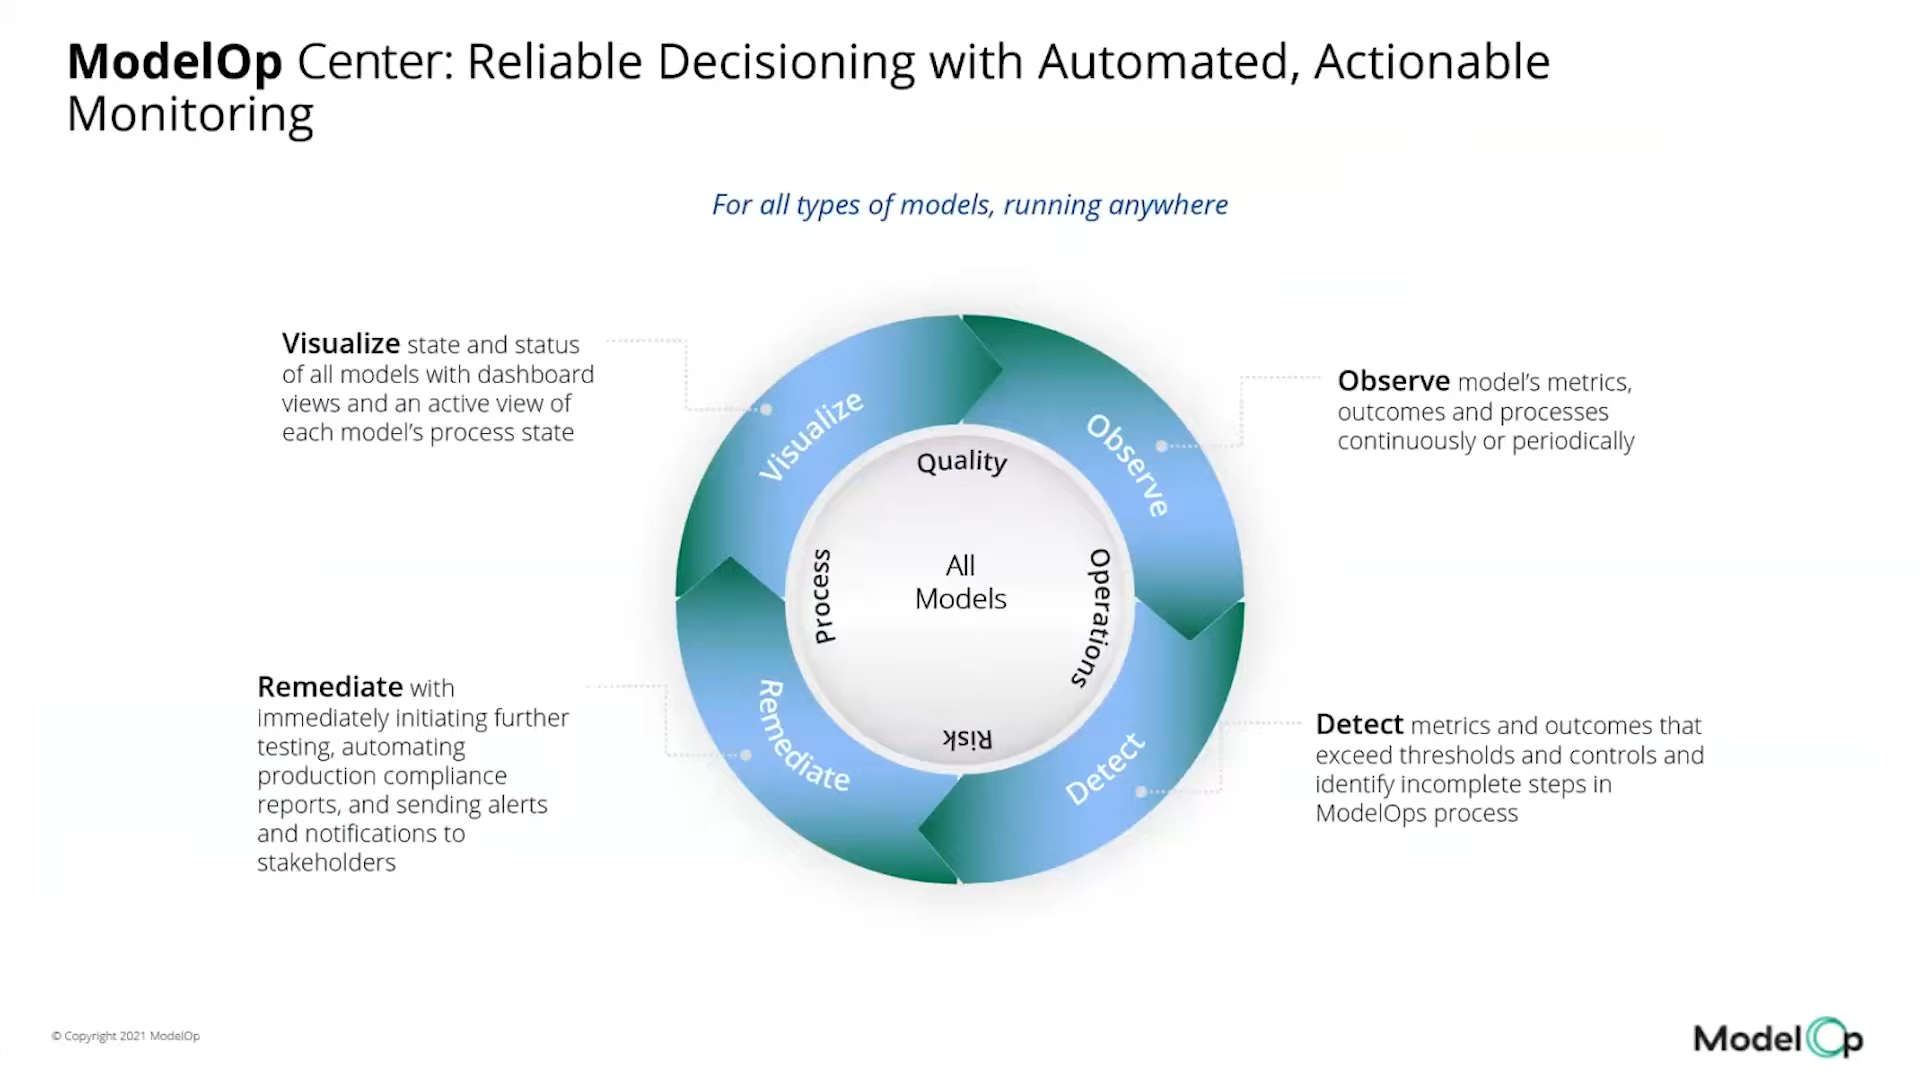 ModelOp Center: Reliable Decisioning with Automated, Actionable
Monitoring
For all types of models, running anywhere
Visualize state and status
of all models with dashboard
views and an active view of
each model's process state
Observe model's metrics,
outcomes and processes
continuously or periodically
Visualize
Observe
Quality
Process
All
Models
Operations
Risk
Remediate
Detect
Remediate with
immediately initiating further
testing, automating
production compliance
reports, and sending alerts
and notifications to
stakeholders
Detect metrics and outcomes that
exceed thresholds and controls and
identify incomplete steps in
ModelOps process
© Copyright 2021 ModelOp
ModelOp